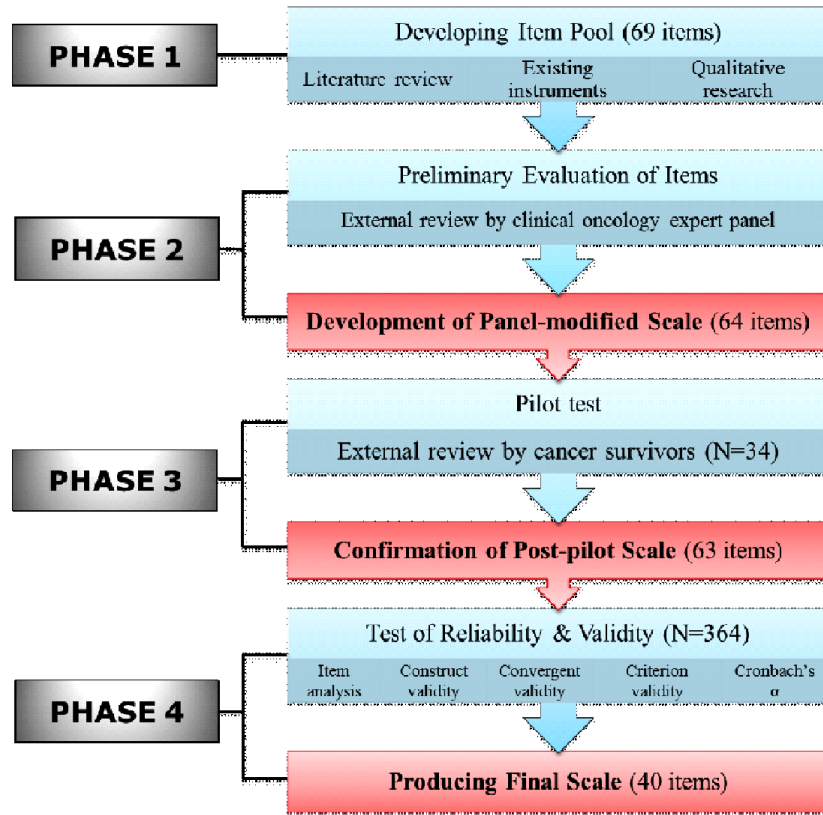 PHASE 1
Developing Item Pool (69 items)
Literature review
Existing
instruments
Qualitative
research
PHASE 2
Preliminary Evaluation of Items
External review by clinical oncology expert panel
Development of Panel-modified Scale (64 items)
PHASE 3
Pilot test
External review by cancer survivors (N=34)
Confirmation of Post-pilot Scale (63 items)
PHASE 4
Test of Reliability & Validity (N=364)
Item
analysis
Construct
validity
Convergent
validity
Criterion
validity
Cronbach's
α
Producing Final Scale (40 items)